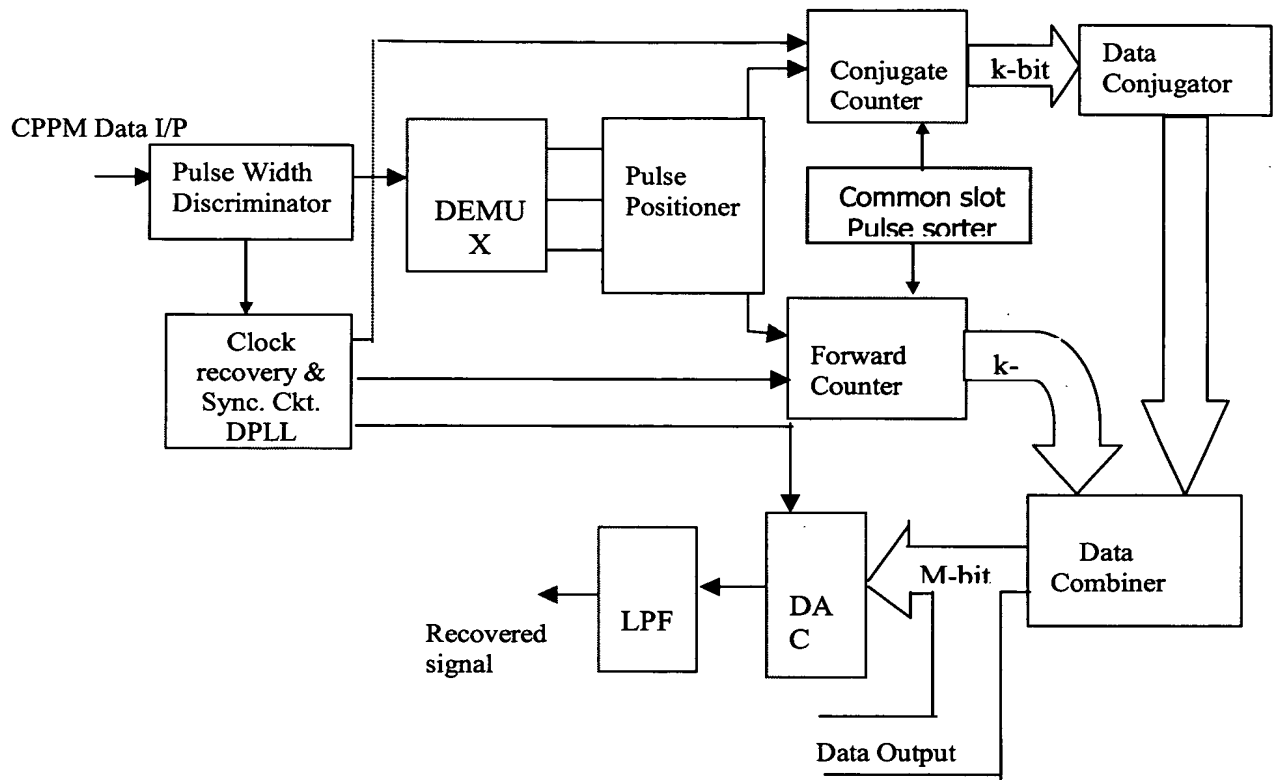 k-bit
Data
Conjugator
Conjugate
Counter
CPPM Data I/P
Pulse Width
Discriminator
DEMU
X
Pulse
Positioner
Common slot
Pulse sorter
Clock
recovery &
Sync. Ckt.
DPLL
Forward
Counter
k-
Data
Combiner
M-bit
DA
C
LPF
Recovered
signal
Data Output